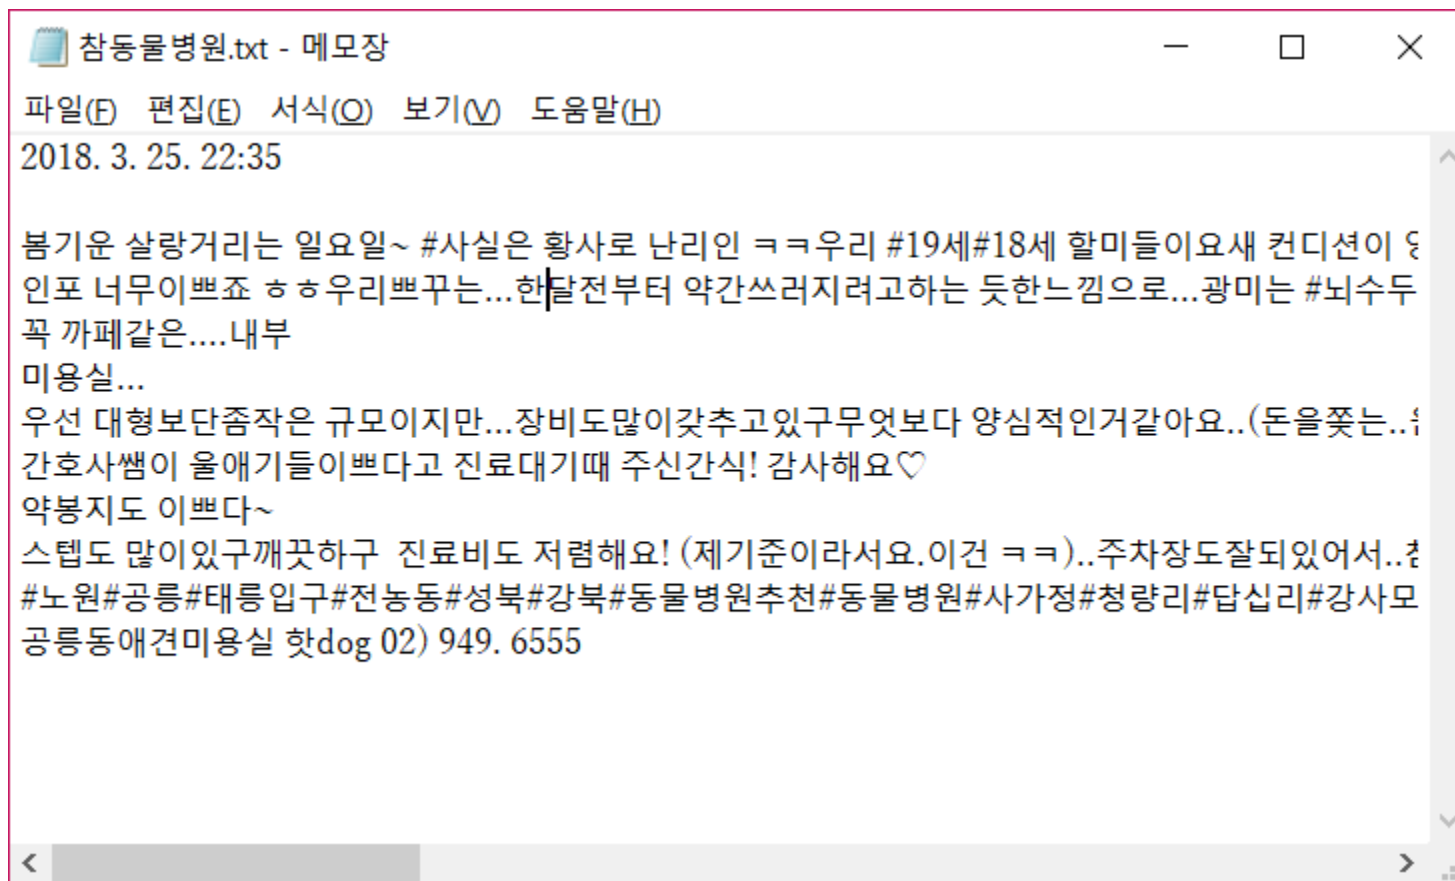 참동물병원.txt - 메모장
파일(F) 편집(E) 서식(O) 보기(V) 도움말(H)
2018. 3. 25. 22:35
봄기운 살랑거리는 일요일~ #사실은 황사로 난리인 ㅋㅋ우리 #19세#18세 할미들이요새 컨디션이
인포 너무이쁘죠 ㅎㅎ우리쁘꾸는...한달전부터 약간쓰러지려고하는 듯한느낌으로...광미는 #뇌수두
꼭 까페같은....내부
미용실...
우선 대형보단좀작은 규모이지만...장비도많이갖추고있구무엇보다 양심적인거같아요..(돈을쫓는..
간호사쌤이 울애기들이쁘다고 진료대기때 주신간식! 감사해요♡
약봉지도 이쁘다~
스텝도 많이있구깨끗하구  진료비도 저렴해요! (제기준이라서요.이건 ㅋㅋ)..주차장도잘되있어서..
#노원#공릉#태릉입구#전농동#성북#강북#동물병원추천#동물병원#사가정#청량리#답십리#강사모
공릉동애견미용실 핫dog 02) 949. 6555